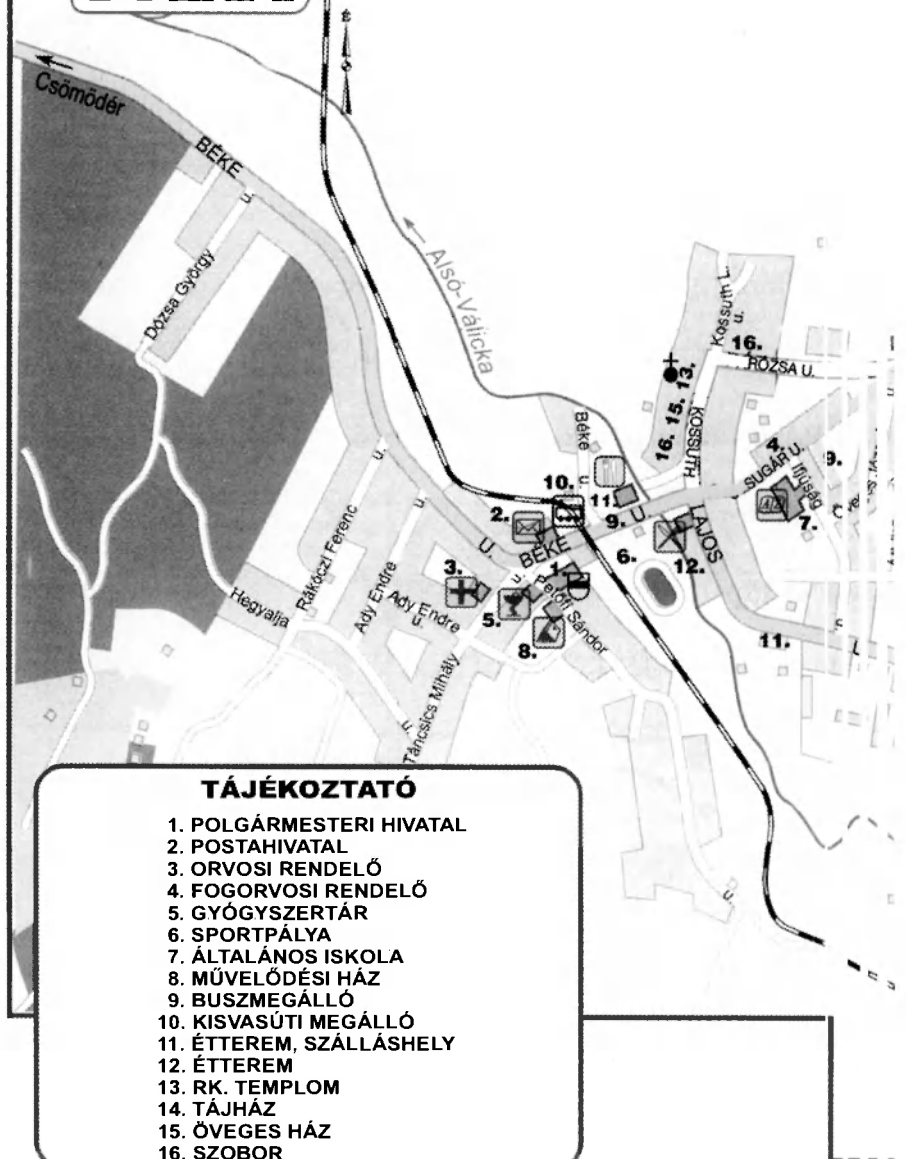 É
Csömödér
BÉKE
u.
Dózsa György
Alsó-Válicka
Kossuth L.
u.
16.
RÓZSA U.
13.
15.
16.
KOSSUTH
Béke
u.
4.
SUGÁR U.
Ifjúság
9.
10.
11.
7.
2.
9.
U
LAJOS
BÉKE
U.
6.
12.
1.
3.
u.
Petőfi Sándor
5.
8.
11.
u.
Rákóczi Ferenc
u.
Ady Endre
Ady Endre
u.
Hegyalja
u.
Táncsics Mihály
u.
TÁJÉKOZTATÓ
1. POLGÁRMESTERI HIVATAL
2. POSTAHIVATAL
3. ORVOSI RENDELŐ
4. FOGORVOSI RENDELŐ
5. GYÓGYSZERTÁR
6. SPORTPÁLYA
7. ÁLTALÁNOS ISKOLA
8. MŰVELŐDÉSI HÁZ
9. BUSZMEGÁLLÓ
10. KISVASÚTI MEGÁLLÓ
11. ÉTTEREM, SZÁLLÁSHELY
12. ÉTTEREM
13. RK. TEMPLOM
14. TÁJHÁZ
15. ÖVEGES HÁZ
16. SZOBOR